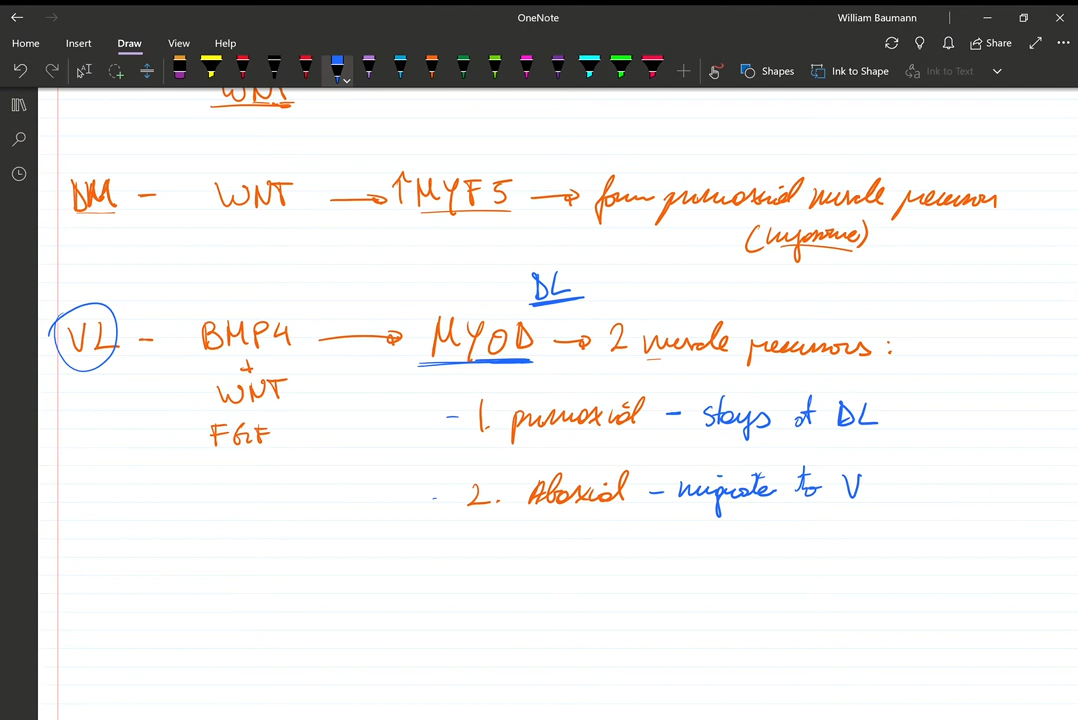 OneNote
William Baumann
Home Insert Draw View Help
Share
Shapes
Ink to Shape
Ink to Text
WNT
DM - WNT → ↑MYF5 → form primaxial muscle precursor
DL
VL - BMP4 → MYOD → 2 muscle precursors:
+
WNT
FGF
- 1. primaxial - stays at DL
- 2. Abaxial - migrate to V